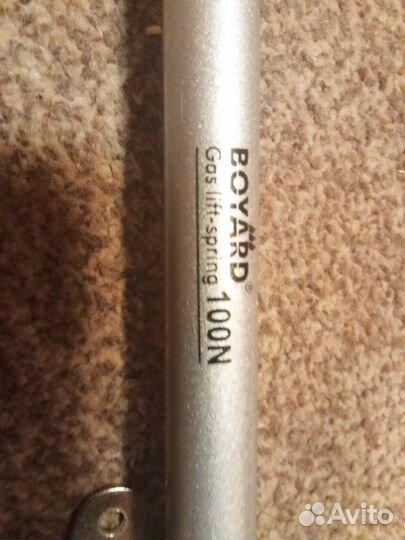 BOYARD®
Gas lift-spring 100N
Avito